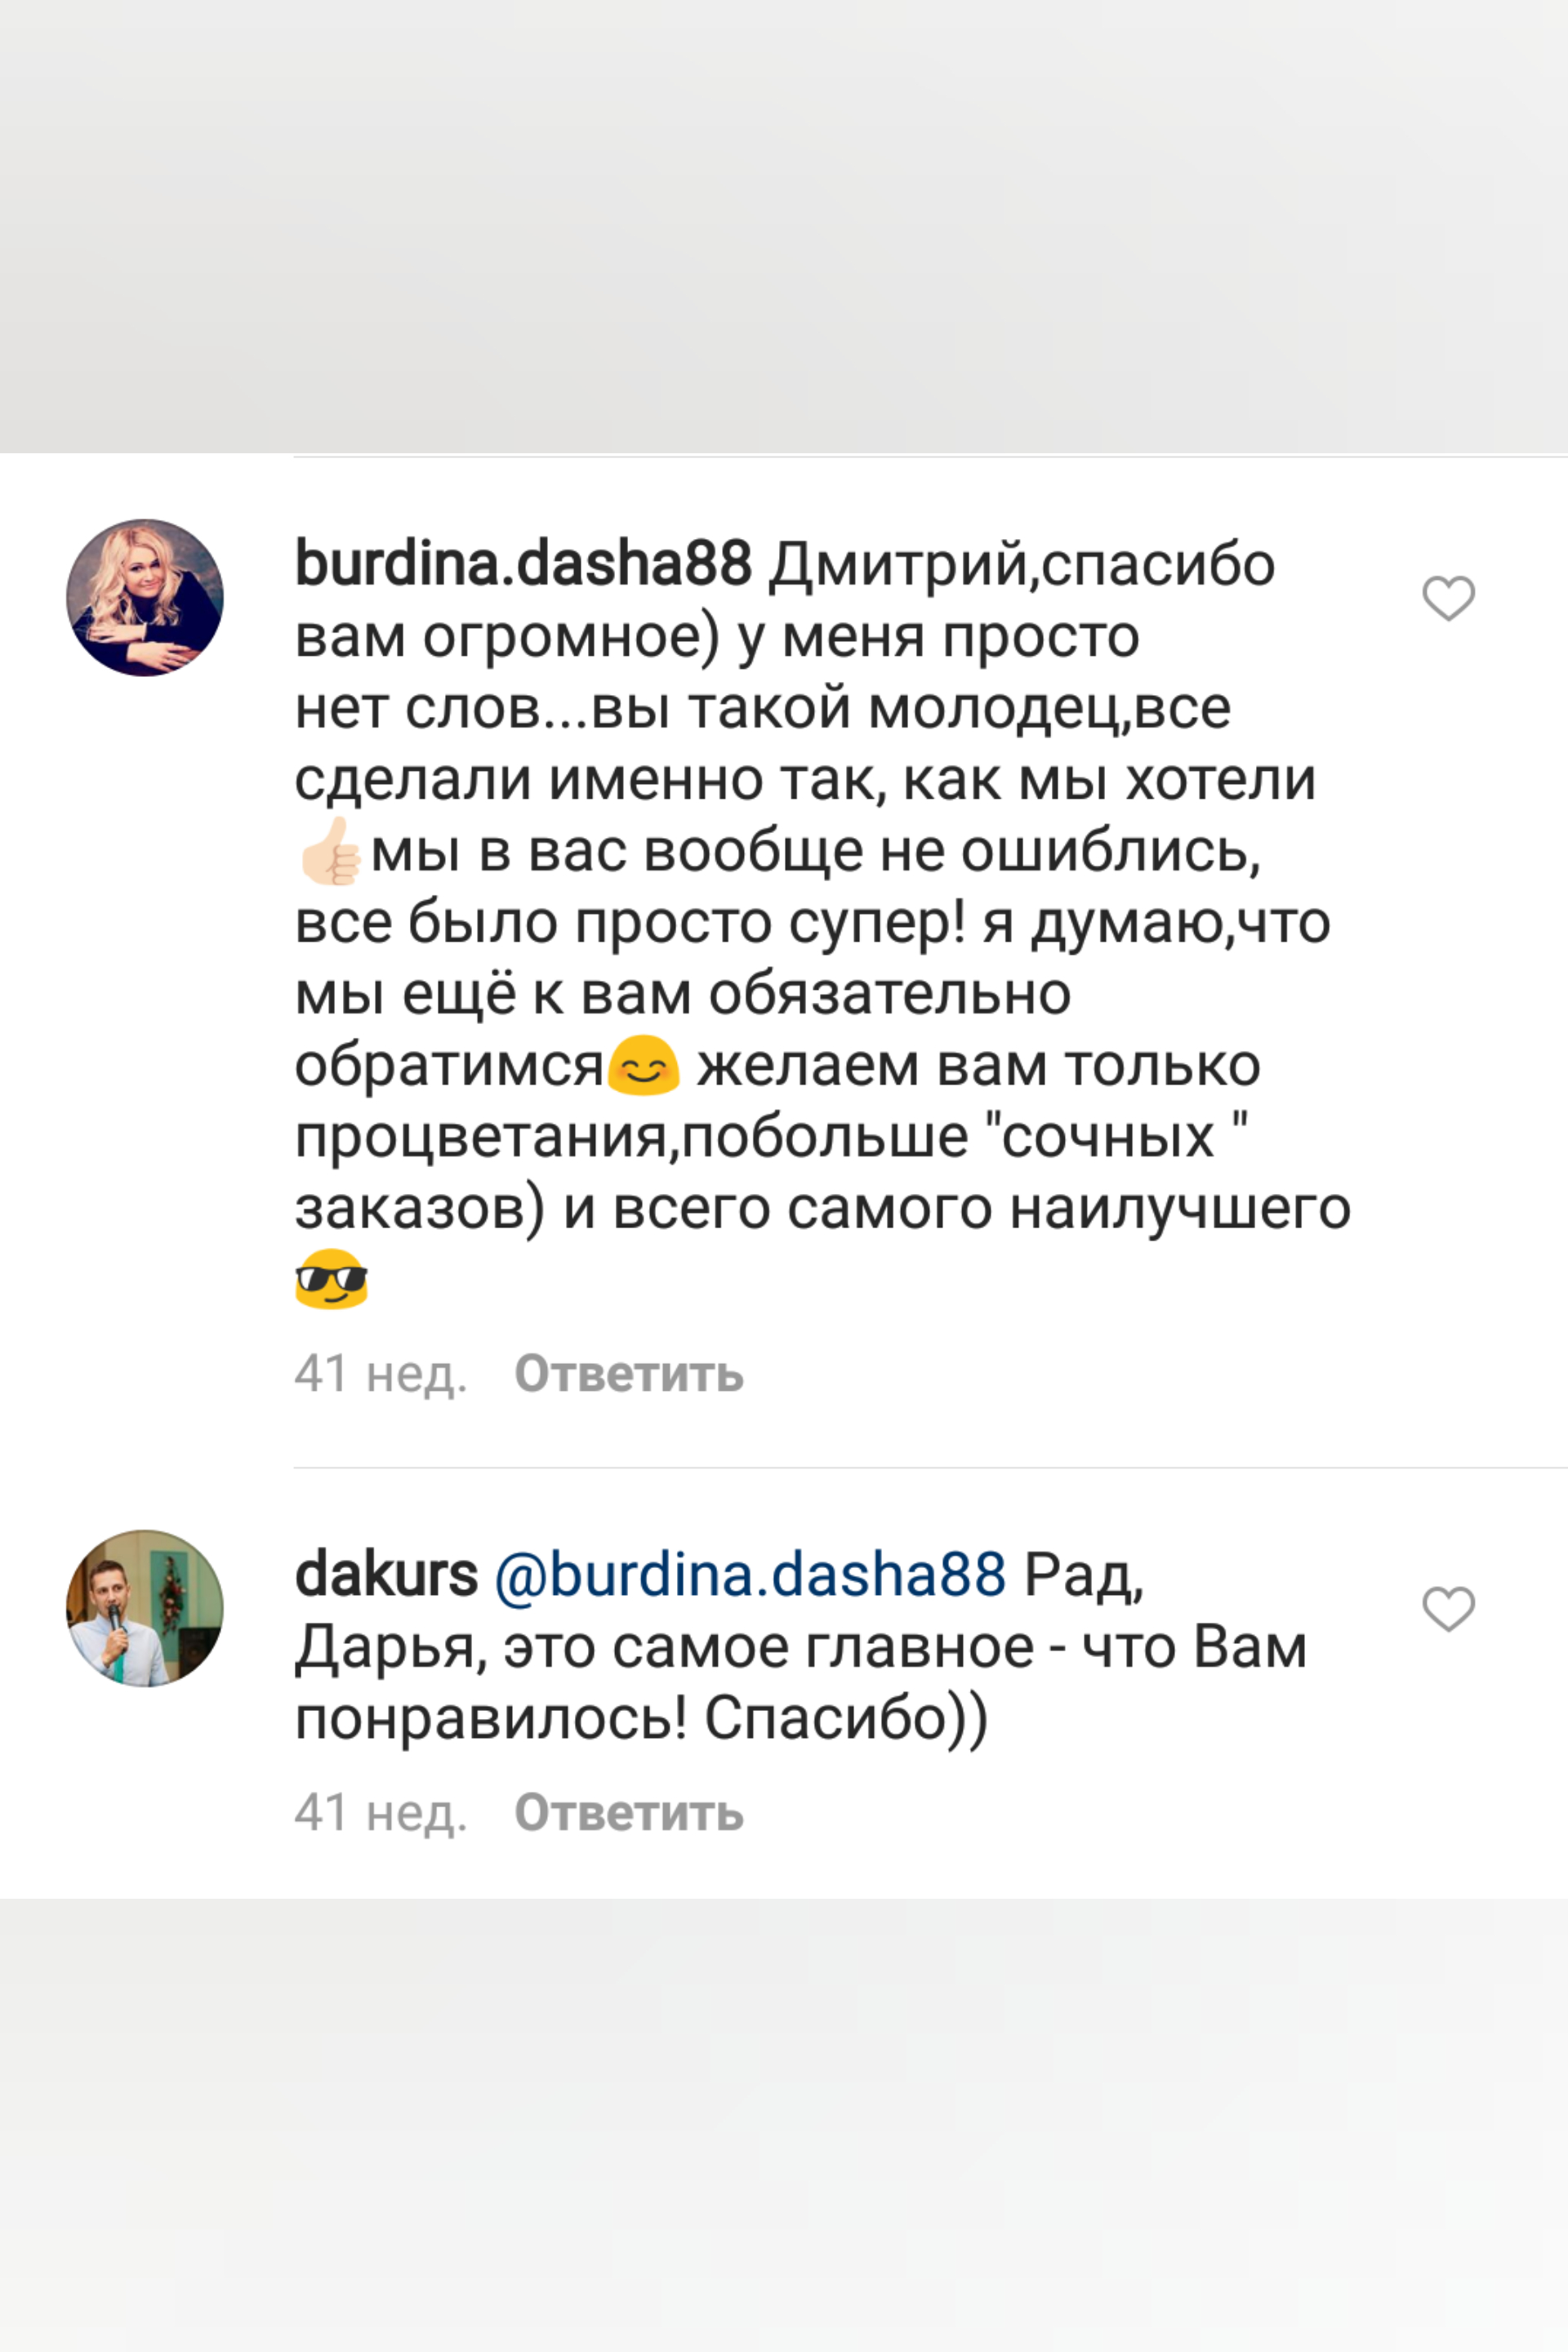 burdina.dasha88 Дмитрий,спасибо
вам огромное) у меня просто
нет слов...вы такой молодец,все
сделали именно так, как мы хотели
👍🏻мы в вас вообще не ошиблись,
все было просто супер! я думаю,что
мы ещё к вам обязательно
обратимся😊 желаем вам только
процветания,побольше "сочных "
заказов) и всего самого наилучшего
😎
41 нед. Ответить
dakurs @burdina.dasha88 Рад,
Дарья, это самое главное - что Вам
понравилось! Спасибо))
41 нед. Ответить